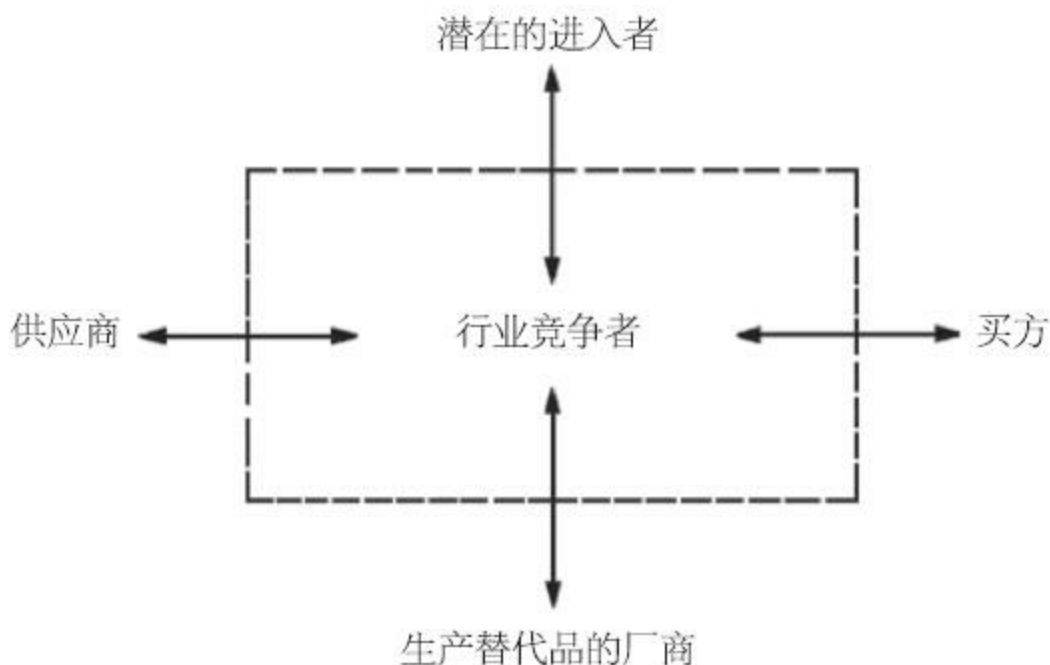 潜在的进入者
供应商
行业竞争者
买方
生产替代品的厂商